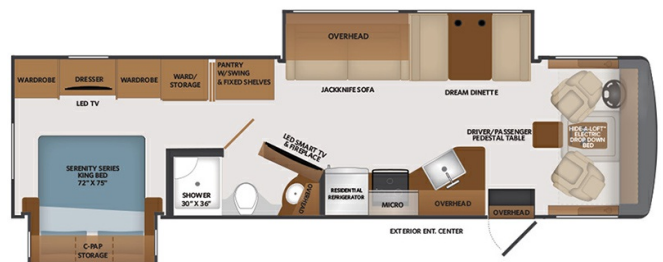 OVERHEAD
WARDROBE
DRESSER
WARDROBE
WARD/
STORAGE
PANTRY
W/SWING
& FIXED SHELVES
LED TV
JACKKNIFE SOFA
DREAM DINETTE
DRIVER/PASSENGER
PEDESTAL TABLE
HIDE-A-LOFT™
ELECTRIC
DROP DOWN
BED
LED SMART TV
& FIREPLACE
SERENITY SERIES
KING BED
72" X 75"
SHOWER
30" X 36"
OVERHEAD
RESIDENTIAL
REFRIGERATOR
MICRO
OVERHEAD
OVERHEAD
EXTERIOR ENT. CENTER
C-PAP
STORAGE